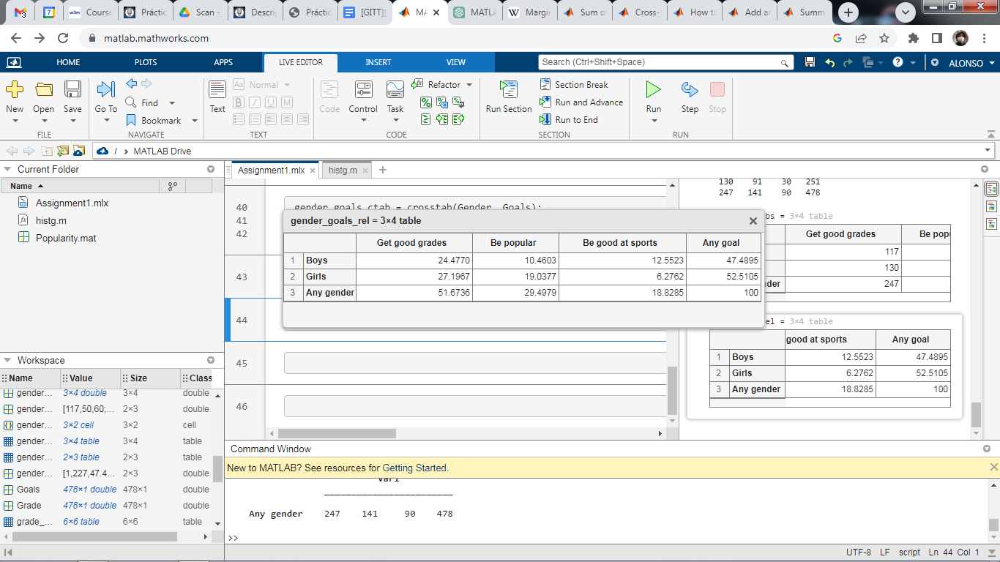 Course
uc3m
Práctic
Scan -
Descri
Práctic
[GITT][
MA
MATLA
W Margin
Sum of
Cross-
How to
Add ar
Summ
matlab.mathworks.com
HOME
PLOTS
APPS
LIVE EDITOR
INSERT
VIEW
Search (Ctrl+Shift+Space)
ALONSO
New
Open
Save
Go To
Find
Bookmark
Text
Aa Normal
B I U M
Code
Control
Task
Refactor
Run Section
Section Break
Run and Advance
Run to End
Run
Step
Stop
FILE
NAVIGATE
TEXT
CODE
SECTION
RUN
/ MATLAB Drive
Current Folder
Name
Assignment1.mlx
histg.m
Popularity.mat
Workspace
Name Value Size Class
gender... 3×4 double 3×4 double
gender... [117,50,60;... 2×3 double
gender... 3×2 cell 3×2 cell
gender... 3×4 table 3×4 table
gender... 2×3 table 2×3 table
gender... [1,227,47.4... 2×3 double
Goals 478×1 double 478×1 double
Grade 478×1 double 478×1 double
grade_... 6×6 table 6×6 table
Assignment1.mlx
histg.m
40
gender_goals_ctab = crosstab(Gender, Goals);
41
42
43
44
45
46
gender_goals_rel = 3×4 table
Get good grades Be popular Be good at sports Any goal
1 Boys 24.4770 10.4603 12.5523 47.4895
2 Girls 27.1967 19.0377 6.2762 52.5105
3 Any gender 51.6736 29.4979 18.8285 100
130 91 30 251
247 141 90 478
bs = 3×4 table
Get good grades Be popu
117
130
der 247
el = 3×4 table
good at sports Any goal
1 Boys 12.5523 47.4895
2 Girls 6.2762 52.5105
3 Any gender 18.8285 100
Command Window
New to MATLAB? See resources for Getting Started.
Var1
Any gender 247 141 90 478
>>
UTF-8 LF script Ln 44 Col 1